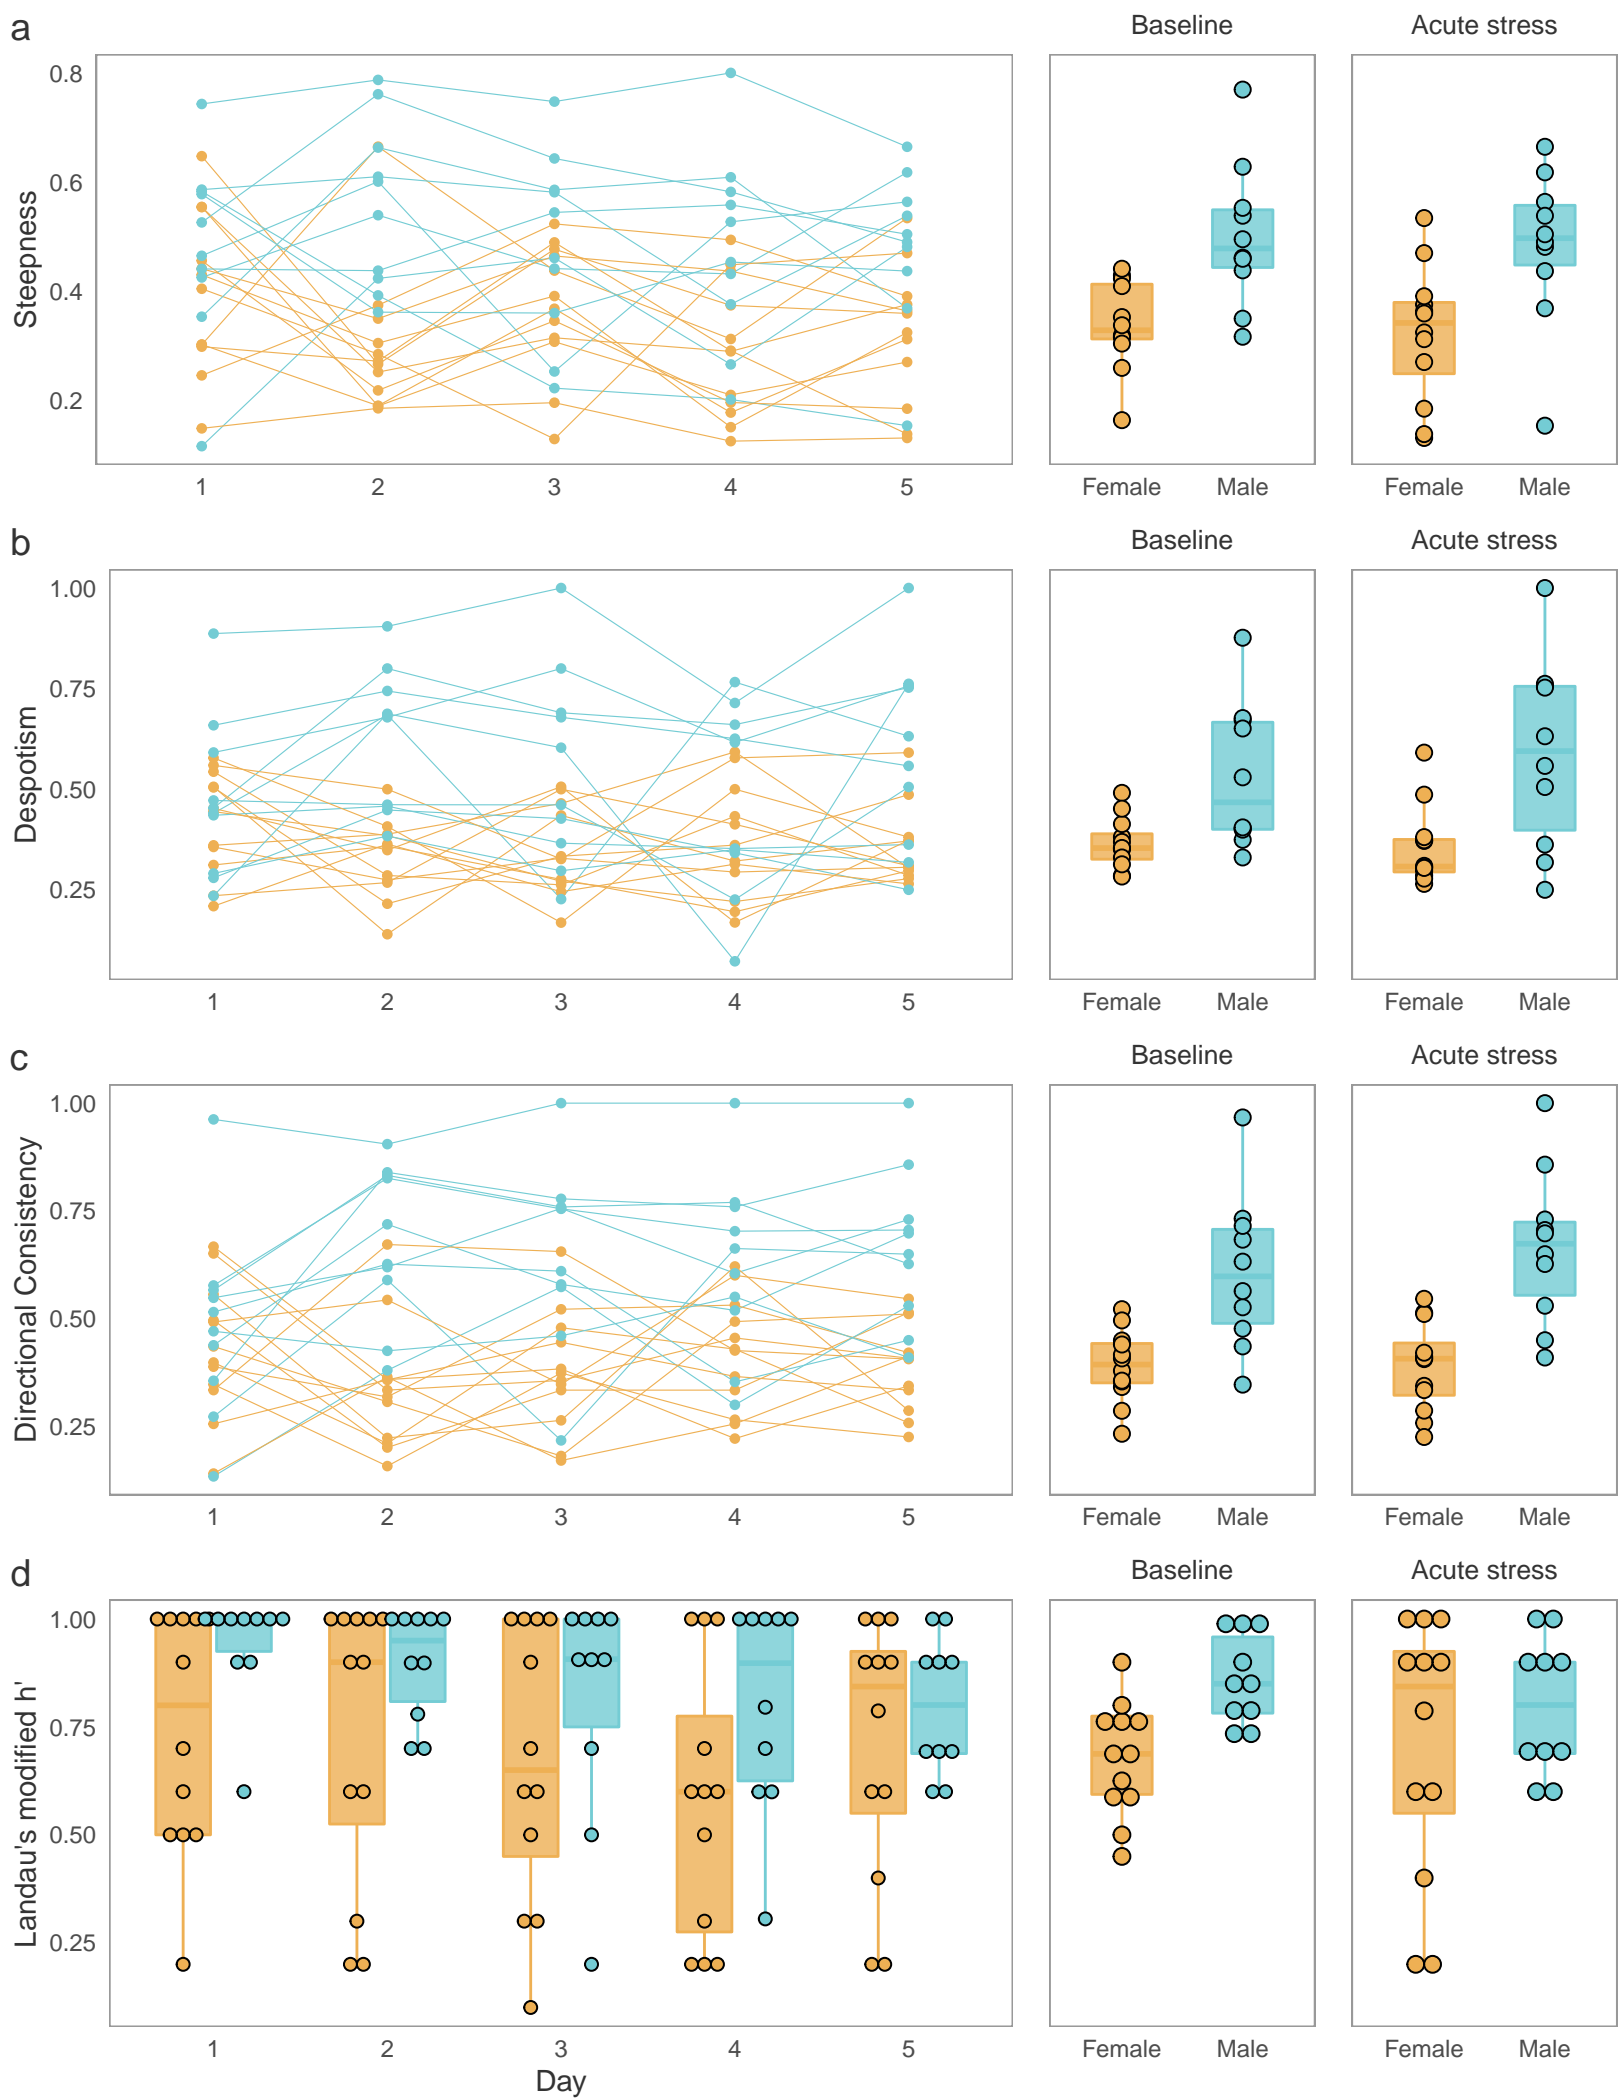 a
Baseline
Acute stress
Steepness
0.8
0.6
0.4
0.2
1 2 3 4 5
Female Male
Female Male
b
Baseline
Acute stress
Despotism
1.00
0.75
0.50
0.25
1 2 3 4 5
Female Male
Female Male
c
Baseline
Acute stress
Directional Consistency
1.00
0.75
0.50
0.25
1 2 3 4 5
Female Male
Female Male
d
Baseline
Acute stress
Landau's modified h'
1.00
0.75
0.50
0.25
1 2 3 4 5
Female Male
Female Male
Day